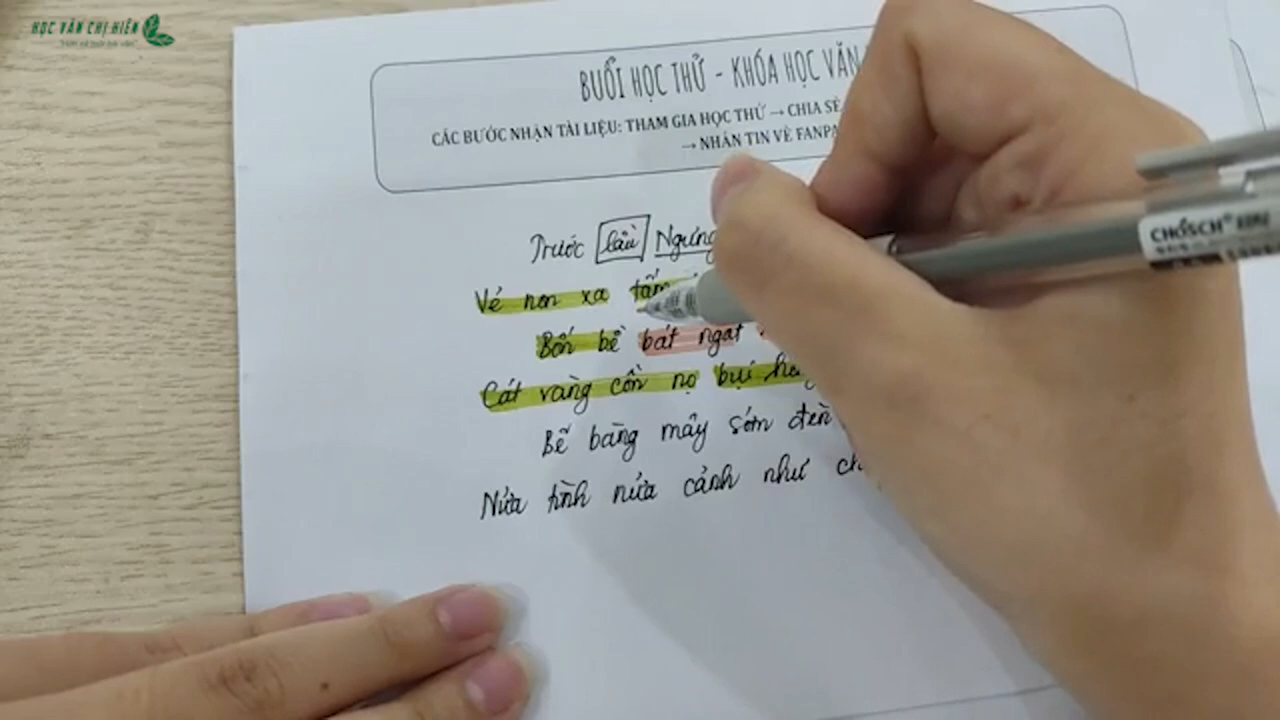 HỌC VĂN CHỊ HIÊN
BUỔI HỌC THỬ - KHÓA HỌC VĂN
CÁC BƯỚC NHẬN TÀI LIỆU: THAM GIA HỌC THỬ → CHIA SẺ
→ NHẮN TIN VỀ FANPA
Trước lầu Ngưng
Vẻ non xa tấm
Bốn bề bát ngát
Cát vàng cồn nọ bụi hồng
Bẽ bàng mây sớm đèn
Nửa tình nửa cảnh như ch
CHOSCH